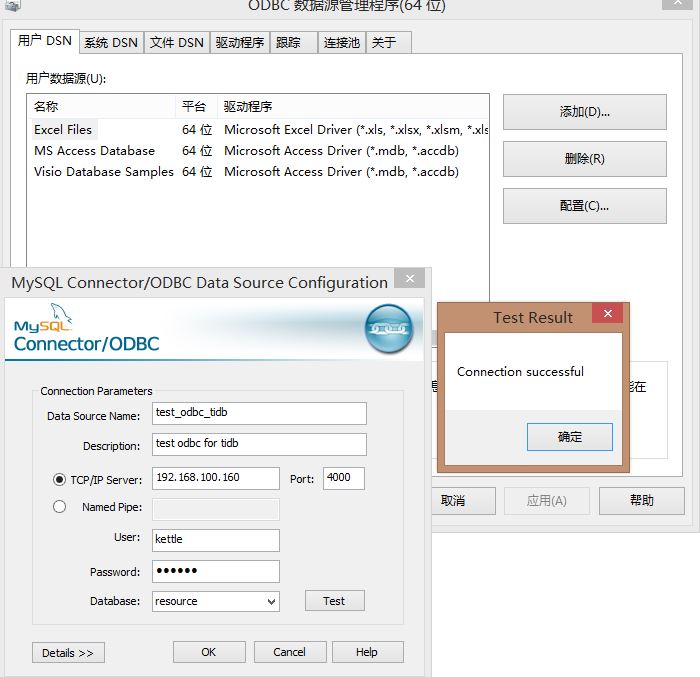 ODBC 数据源管理程序(64 位)
用户 DSN 系统 DSN 文件 DSN 驱动程序 跟踪 连接池 关于
用户数据源(U):
名称 平台 驱动程序
Excel Files 64 位 Microsoft Excel Driver (*.xls, *.xlsx, *.xlsm, *.xls
MS Access Database 64 位 Microsoft Access Driver (*.mdb, *.accdb)
Visio Database Samples 64 位 Microsoft Access Driver (*.mdb, *.accdb)
添加(D)...
删除(R)
配置(C)...
MySQL Connector/ODBC Data Source Configuration
MySQL
Connector/ODBC
Connection Parameters
Data Source Name: test_odbc_tidb
Description: test odbc for tidb
TCP/IP Server: 192.168.100.160 Port: 4000
Named Pipe:
User: kettle
Password: ••••••
Database: resource Test
Details >> OK Cancel Help
Test Result
Connection successful
确定
能在
取消 应用(A) 帮助